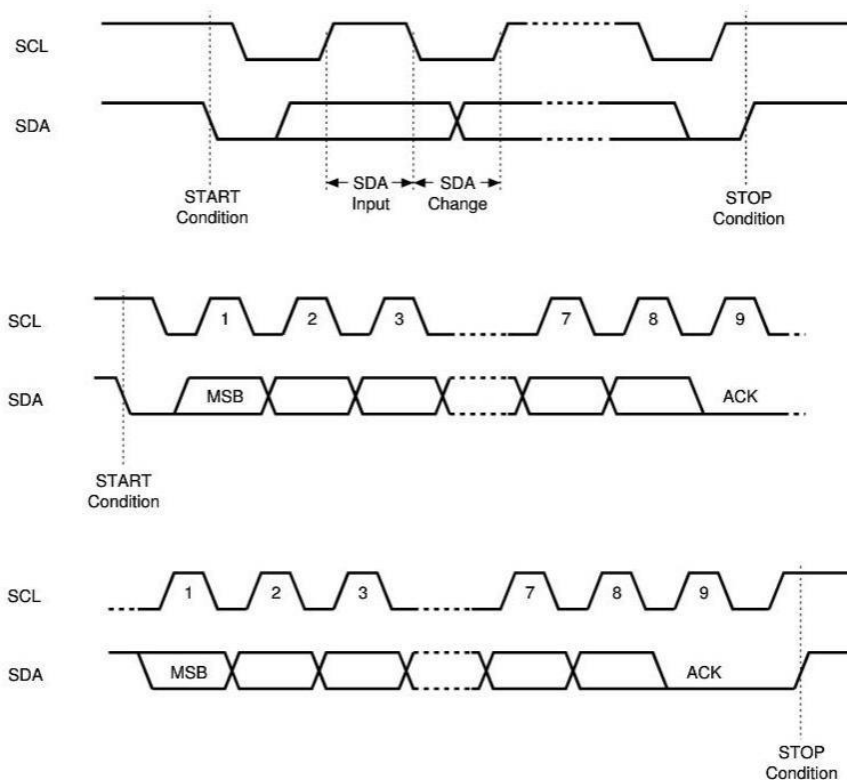 SCL
SDA
SDA Input
SDA Change
START Condition
STOP Condition
SCL
1 2 3 7 8 9
SDA
MSB ACK
START Condition
SCL
1 2 3 7 8 9
SDA
MSB ACK
STOP Condition